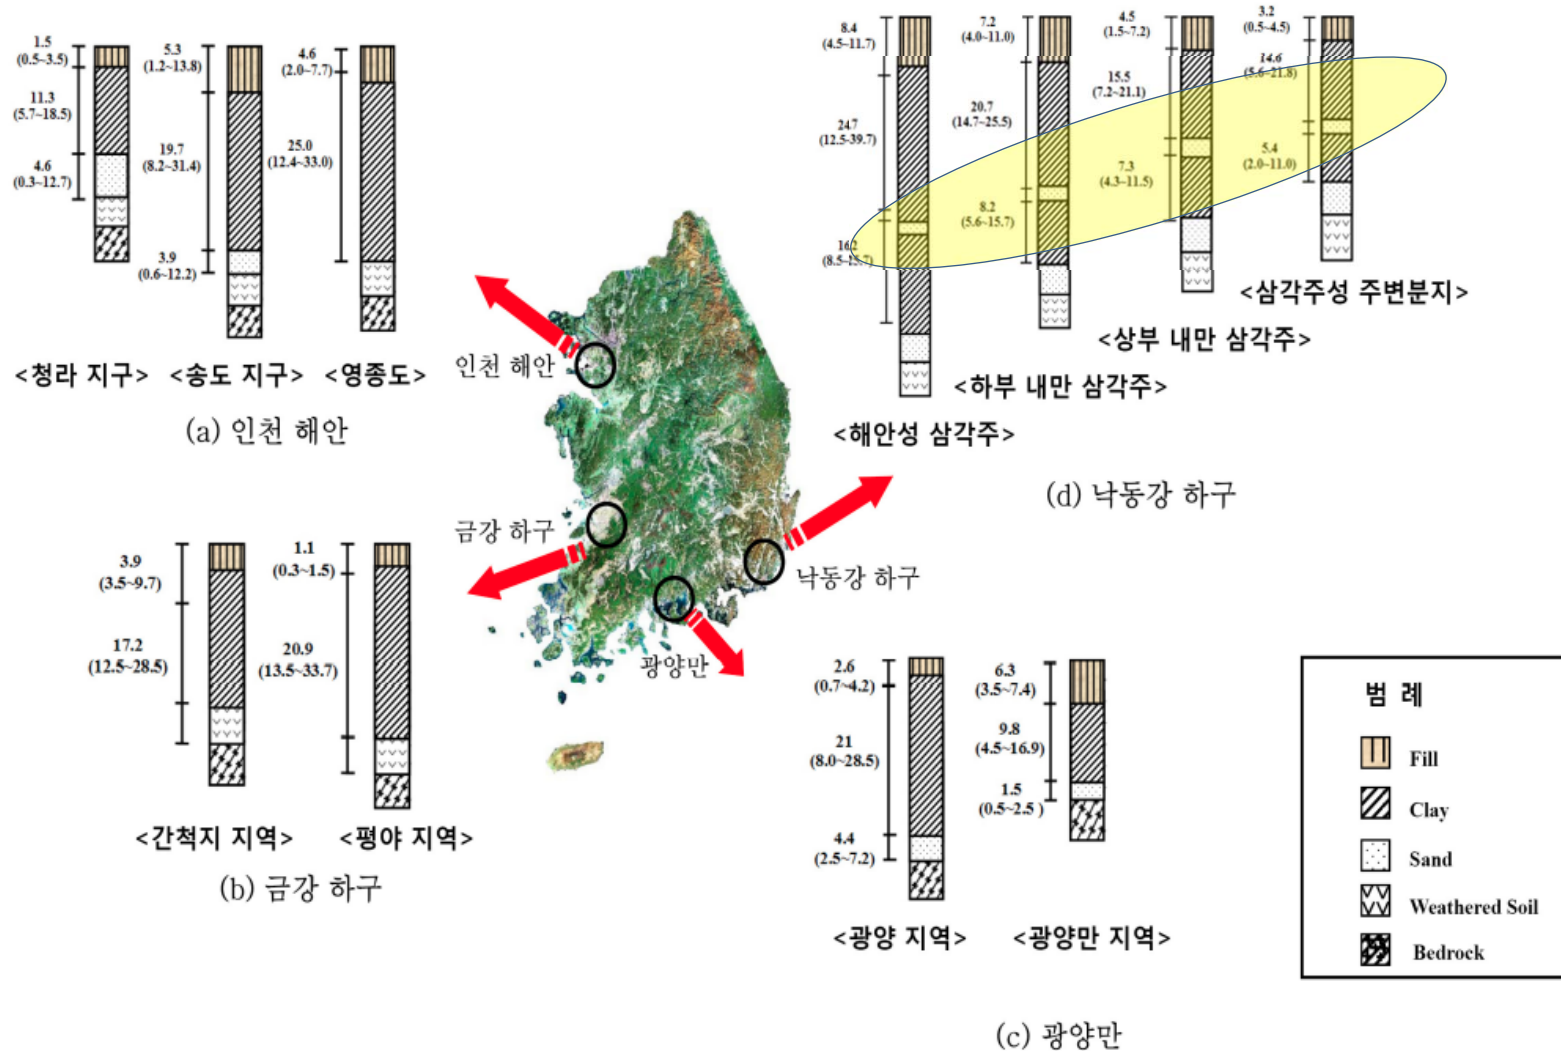 1.5
(0.5~3.5)
11.3
(5.7~18.5)
4.6
(0.3~12.7)
<청라 지구>
5.3
(1.2~13.8)
19.7
(8.2~31.4)
3.9
(0.6~12.2)
<송도 지구>
4.6
(2.0~7.7)
25.0
(12.4~33.0)
<영종도>
(a) 인천 해안
8.4
(4.5~11.7)
24.7
(12.5~39.7)
16.2
<해안성 삼각주>
7.2
(4.0~11.0)
20.7
(14.7~25.5)
8.2
(5.6~15.7)
<하부 내만 삼각주>
4.5
(1.5~7.2)
15.5
(7.2~21.1)
7.3
(4.3~11.5)
<상부 내만 삼각주>
3.2
(0.5~4.5)
14.6
(5.6~21.8)
5.4
(2.0~11.0)
<삼각주성 주변분지>
(d) 낙동강 하구
인천 해안
금강 하구
낙동강 하구
광양만
3.9
(3.5~9.7)
17.2
(12.5~28.5)
<간척지 지역>
1.1
(0.3~1.5)
20.9
(13.5~33.7)
<평야 지역>
(b) 금강 하구
2.6
(0.7~4.2)
21
(8.0~28.5)
4.4
(2.5~7.2)
<광양 지역>
6.3
(3.5~7.4)
9.8
(4.5~16.9)
1.5
(0.5~2.5 )
<광양만 지역>
(c) 광양만
범 례
Fill
Clay
Sand
Weathered Soil
Bedrock